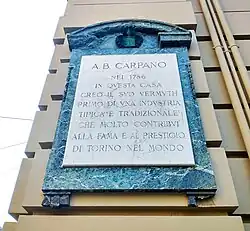 A.B. CARPANO
NEL 1786
IN QUESTA CASA
CREÒ IL SUO VERMUTH
PRIMO DI UNA INDUSTRIA
TIPICA E TRADIZIONALE
CHE MOLTO CONTRIBUÌ
ALLA FAMA E AL PRESTIGIO
DI TORINO NEL MONDO